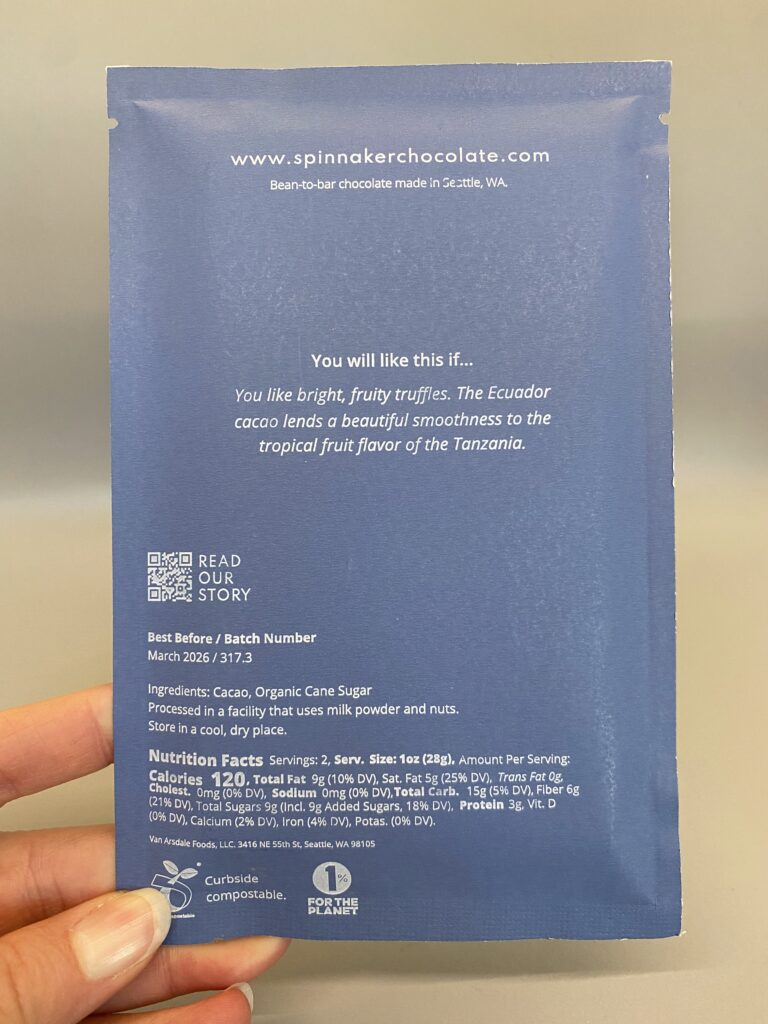 www.spinnakerchocolate.com
Bean-to-bar chocolate made in Seattle, WA.
You will like this if...
You like bright, fruity truffles. The Ecuador
cacao lends a beautiful smoothness to the
tropical fruit flavor of the Tanzania.
READ
OUR
STORY
Best Before / Batch Number
March 2026 / 317.3
Ingredients: Cacao, Organic Cane Sugar
Processed in a facility that uses milk powder and nuts.
Store in a cool, dry place.
Nutrition Facts Servings: 2, Serv. Size: 1oz (28g), Amount Per Serving:
Calories 120, Total Fat 9g (10% DV), Sat. Fat 5g (25% DV), Trans Fat 0g,
Cholest. 0mg (0% DV), Sodium 0mg (0% DV), Total Carb. 15g (5% DV), Fiber 6g
(21% DV), Total Sugars 9g (Incl. 9g Added Sugars, 18% DV), Protein 3g, Vit. D
(0% DV), Calcium (2% DV), Iron (4% DV), Potas. (0% DV).
Van Arsdale Foods, LLC. 3416 NE 55th St, Seattle, WA 98105
Curbside
compostable.
1%
FOR THE
PLANET